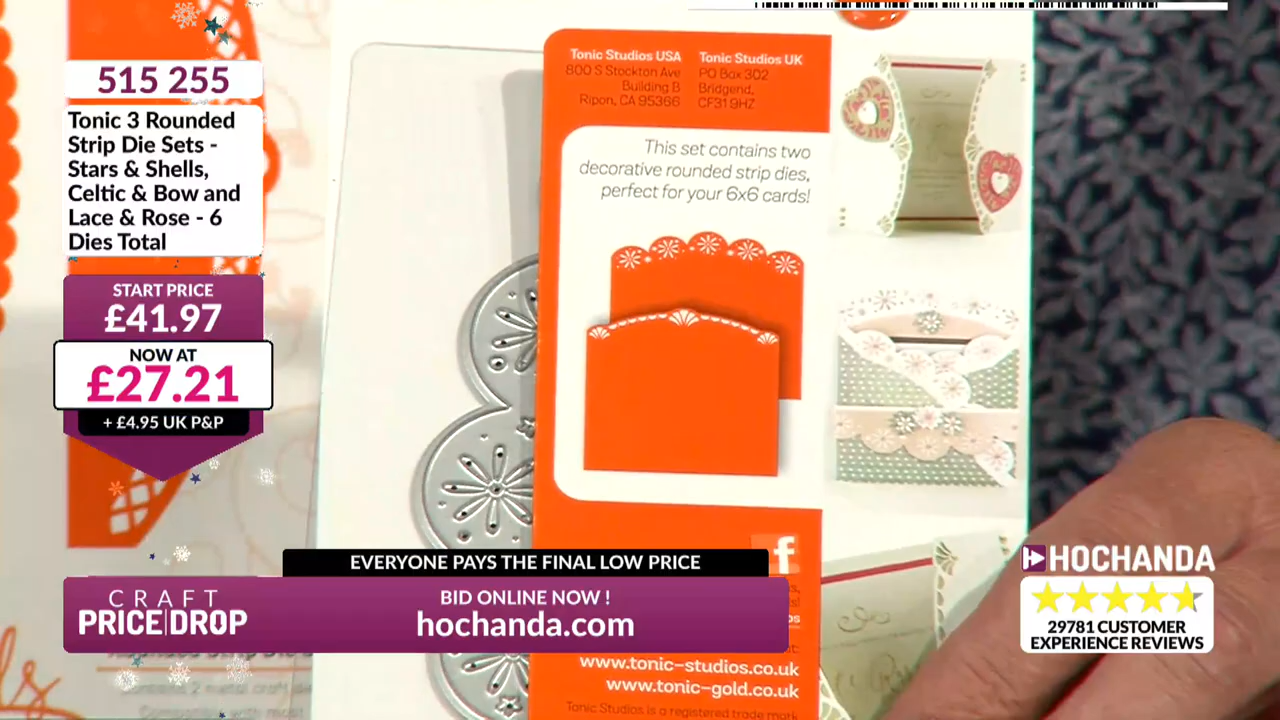 515 255
Tonic 3 Rounded
Strip Die Sets -
Stars & Shells,
Celtic & Bow and
Lace & Rose - 6
Dies Total
START PRICE
£41.97
NOW AT
£27.21
+ £4.95 UK P&P
Tonic Studios USA
800 S Stockton Ave
Building B
Ripon, CA 95366
Tonic Studios UK
PO Box 302
Bridgend,
CF31 9HZ
This set contains two
decorative rounded strip dies,
perfect for your 6x6 cards!
f
EVERYONE PAYS THE FINAL LOW PRICE
CRAFT
PRICE DROP
BID ONLINE NOW !
hochanda.com
www.tonic-studios.co.uk
www.tonic-gold.co.uk
Tonic Studios is a registered trade mark
HOCHANDA
29781 CUSTOMER
EXPERIENCE REVIEWS